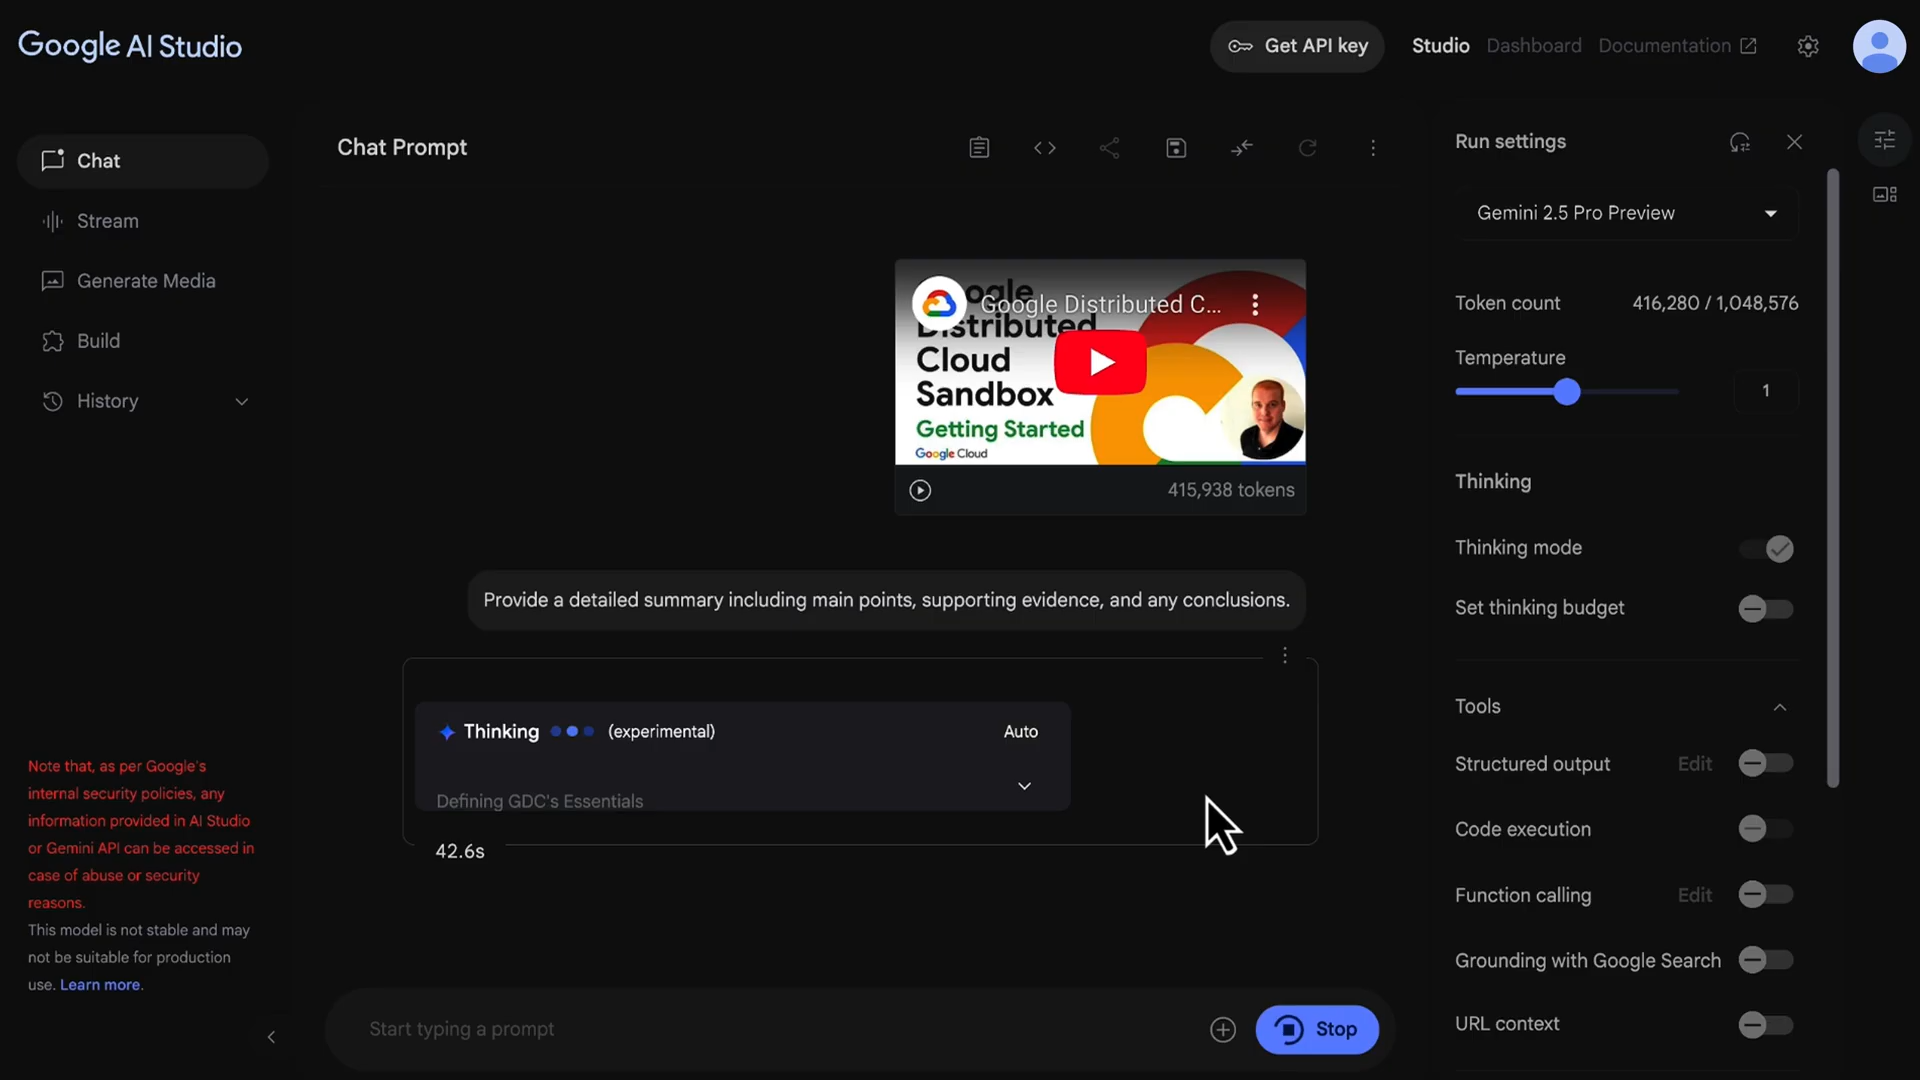 Google AI Studio
Get API key
Studio
Dashboard
Documentation
Chat
Stream
Generate Media
Build
History
Note that, as per Google's
internal security policies, any
information provided in AI Studio
or Gemini API can be accessed in
case of abuse or security
reasons.
This model is not stable and may
not be suitable for production
use. Learn more.
Chat Prompt
Google Distributed C...
Distributed
Cloud
Sandbox
Getting Started
Google Cloud
415,938 tokens
Provide a detailed summary including main points, supporting evidence, and any conclusions.
Thinking (experimental)
Auto
Defining GDC's Essentials
42.6s
Start typing a prompt
Stop
Run settings
Gemini 2.5 Pro Preview
Token count 416,280 / 1,048,576
Temperature
1
Thinking
Thinking mode
Set thinking budget
Tools
Structured output Edit
Code execution
Function calling Edit
Grounding with Google Search
URL context